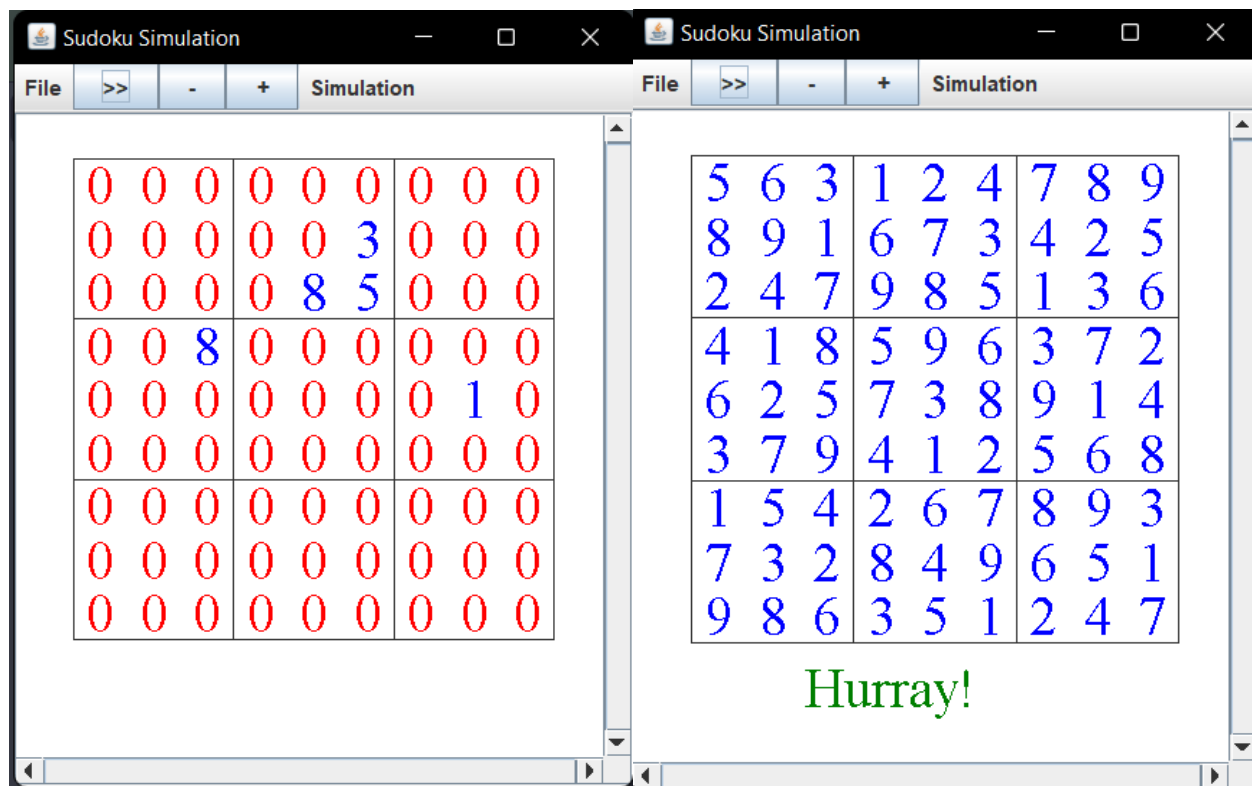 Sudoku Simulation
File >> - + Simulation
0 0 0 0 0 0 0 0 0
0 0 0 0 0 3 0 0 0
0 0 0 0 8 5 0 0 0
0 0 8 0 0 0 0 0 0
0 0 0 0 0 0 0 1 0
0 0 0 0 0 0 0 0 0
0 0 0 0 0 0 0 0 0
0 0 0 0 0 0 0 0 0
0 0 0 0 0 0 0 0 0
Sudoku Simulation
File >> - + Simulation
5 6 3 1 2 4 7 8 9
8 9 1 6 7 3 4 2 5
2 4 7 9 8 5 1 3 6
4 1 8 5 9 6 3 7 2
6 2 5 7 3 8 9 1 4
3 7 9 4 1 2 5 6 8
1 5 4 2 6 7 8 9 3
7 3 2 8 4 9 6 5 1
9 8 6 3 5 1 2 4 7
Hurray!